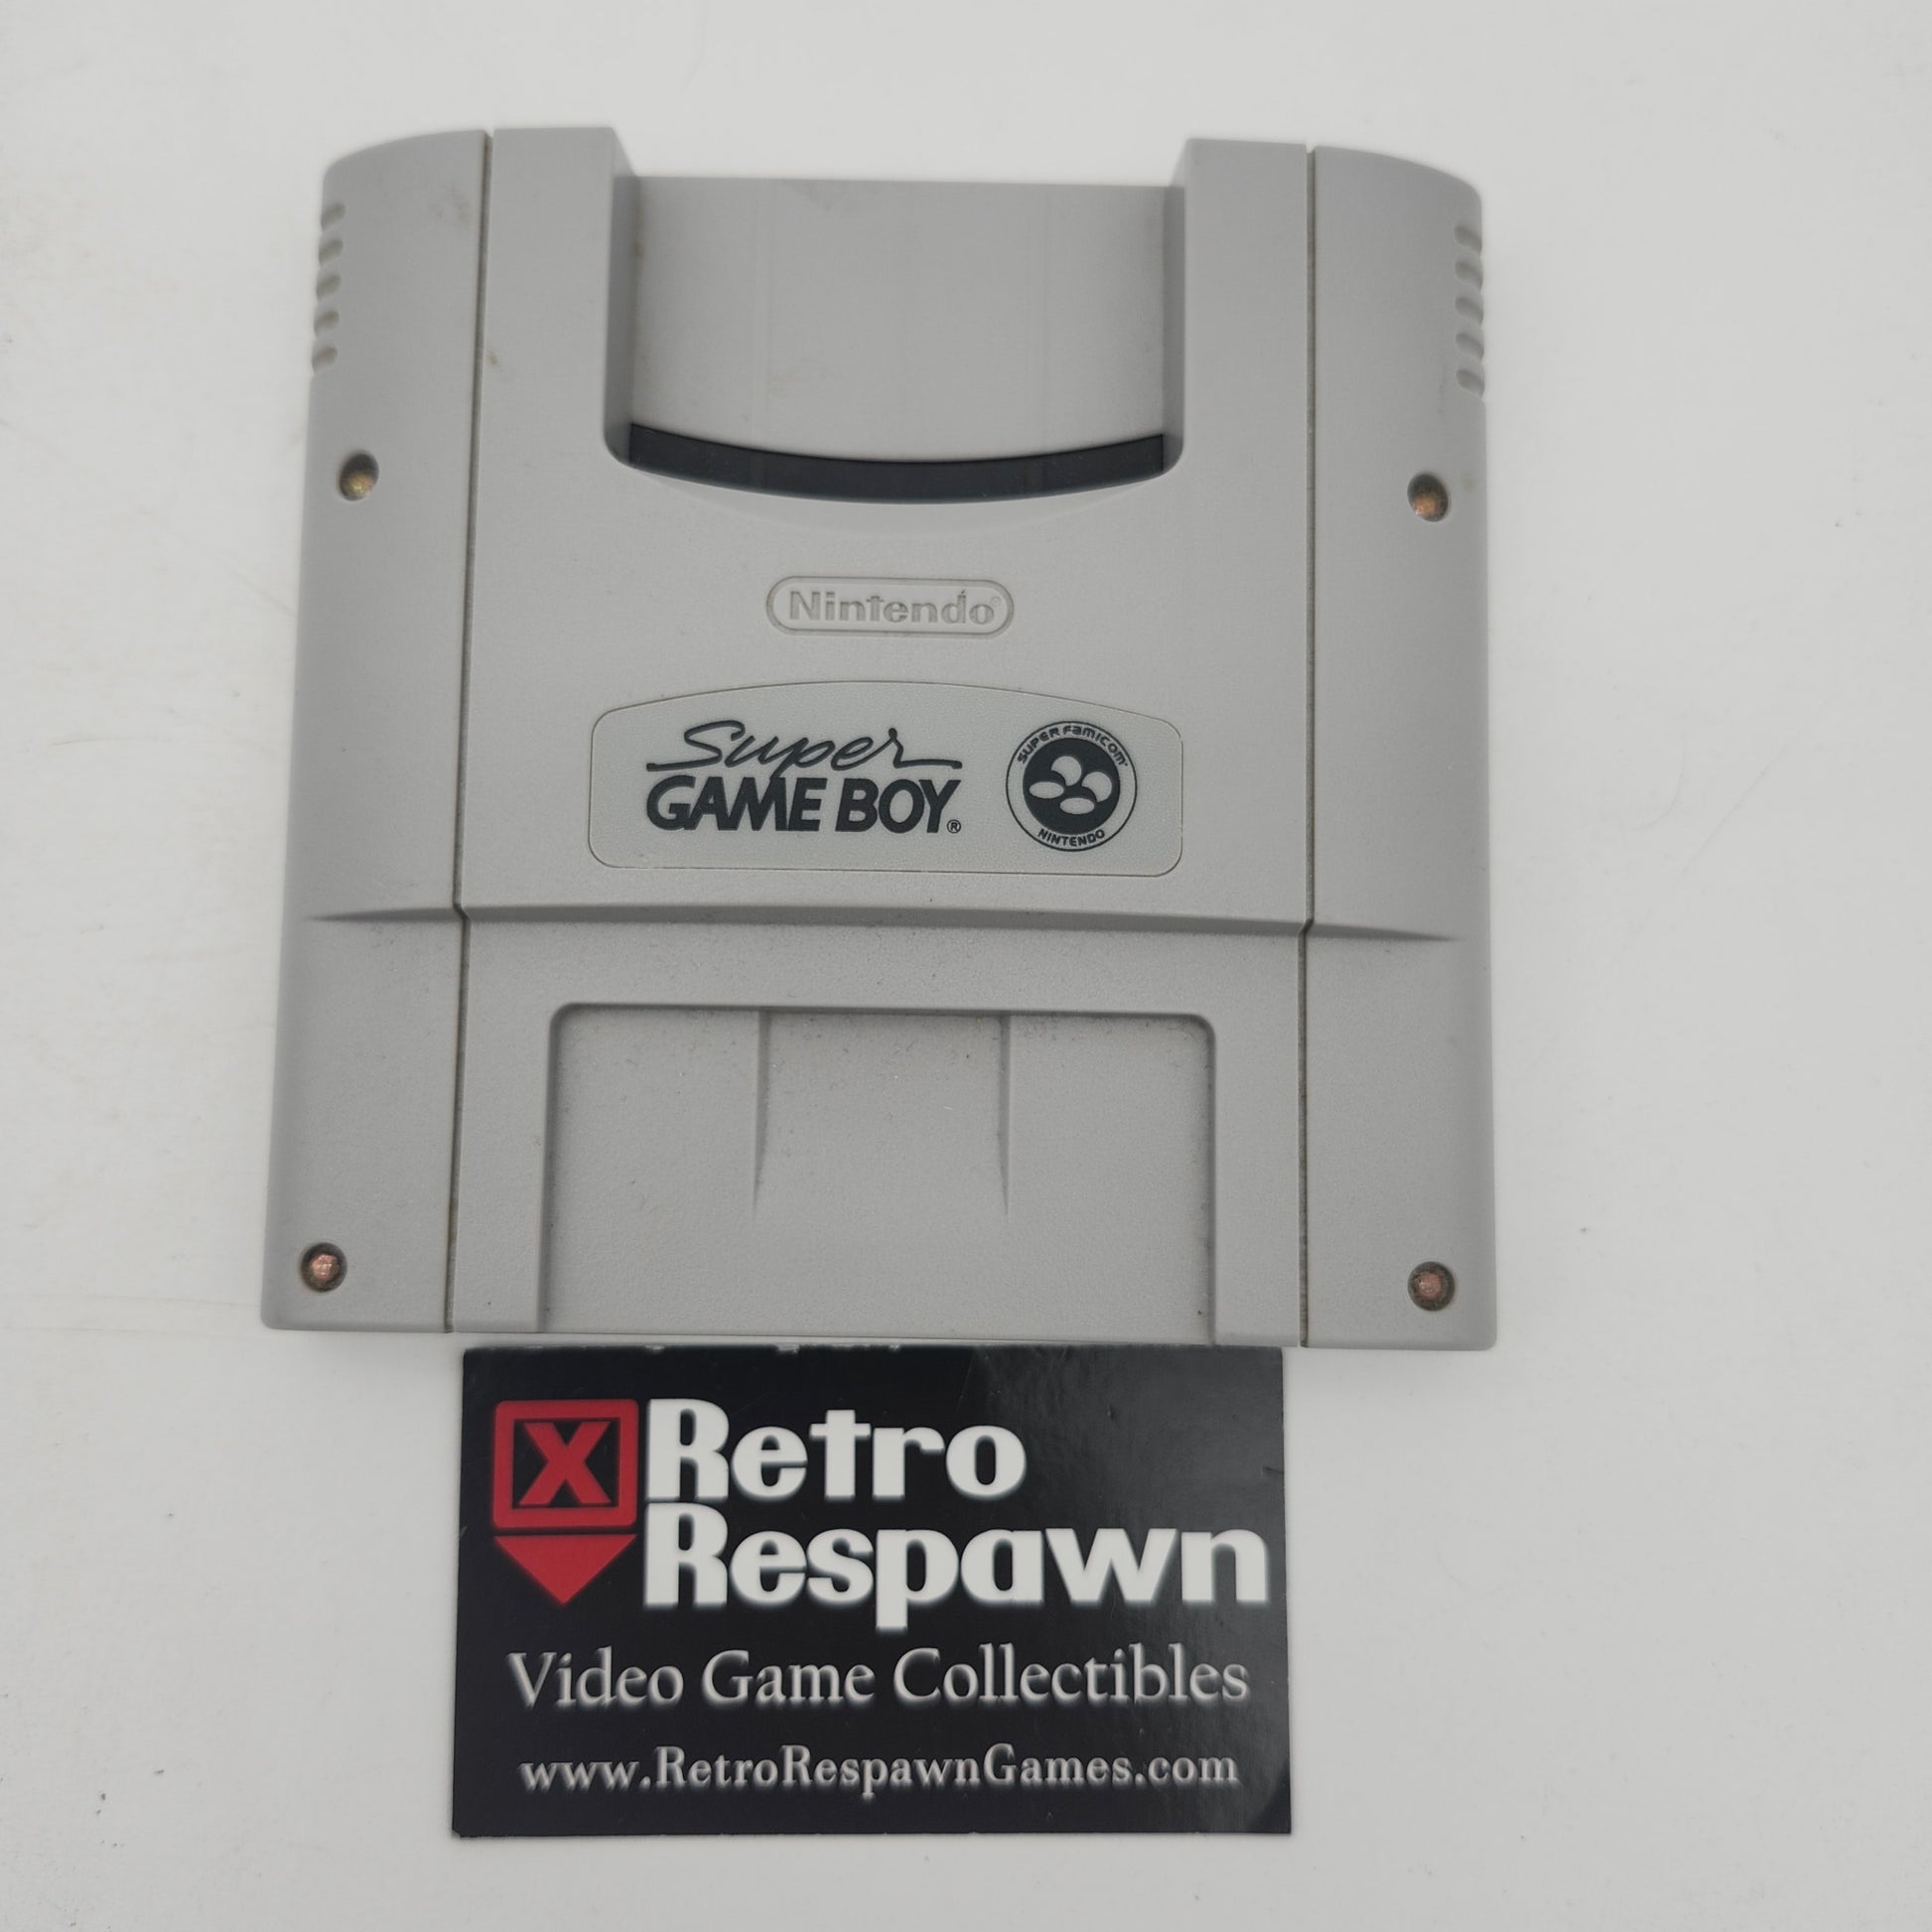 Nintendo®
Super
GAME BOY®
SUPER FAMICOM
NINTENDO
X Retro
Respawn
Video Game Collectibles
www.RetroRespawnGames.com